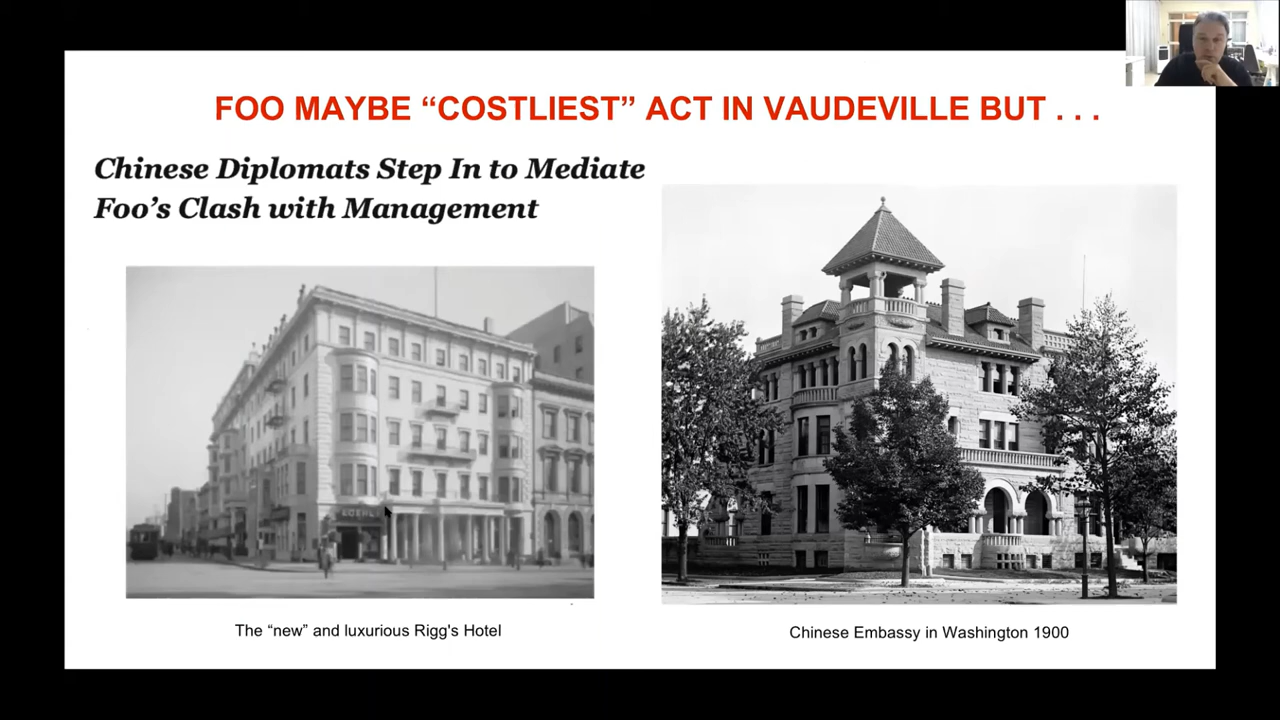 FOO MAYBE “COSTLIEST” ACT IN VAUDEVILLE BUT . . .
Chinese Diplomats Step In to Mediate
Foo’s Clash with Management
The “new” and luxurious Rigg's Hotel
Chinese Embassy in Washington 1900